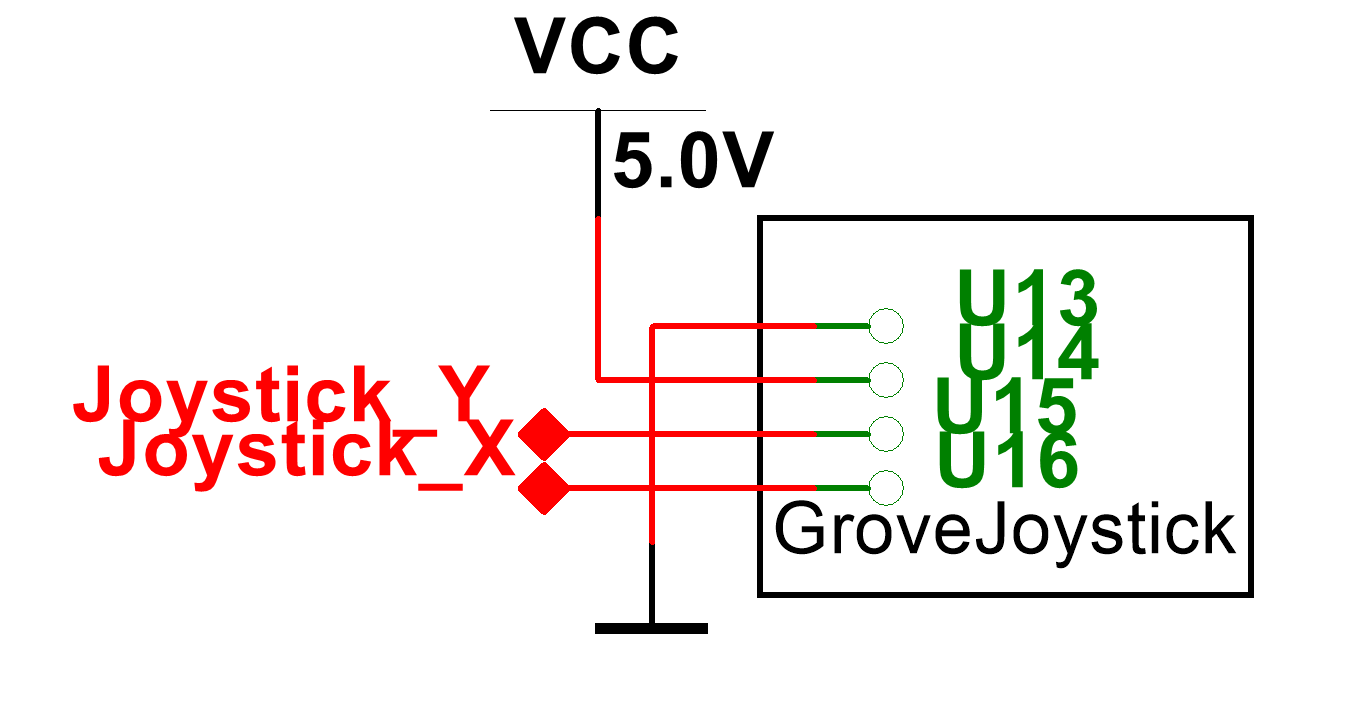 VCC
5.0V
U13
U14
Joystick_Y
U15
Joystick_X
U16
GroveJoystick